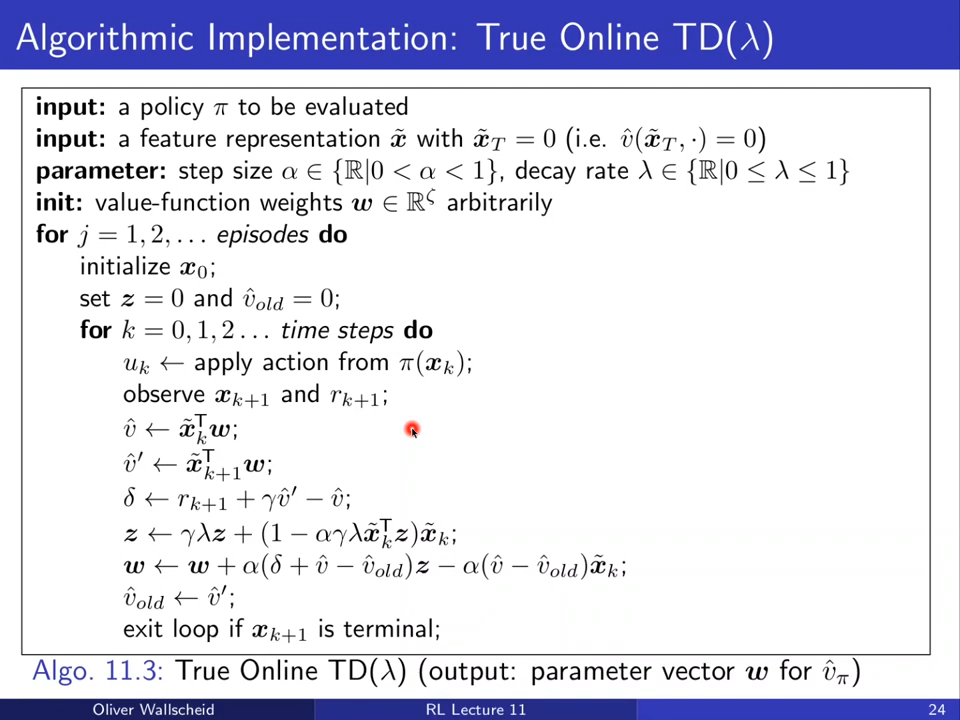 Algorithmic Implementation: True Online TD(λ)
input: a policy π to be evaluated
input: a feature representation x̃ with x̃_T = 0 (i.e. v̂(x̃_T, ·) = 0)
parameter: step size α ∈ {ℝ|0 < α < 1}, decay rate λ ∈ {ℝ|0 ≤ λ ≤ 1}
init: value-function weights w ∈ ℝ^ζ arbitrarily
for j = 1, 2, . . . episodes do
initialize x_0;
set z = 0 and v̂_old = 0;
for k = 0, 1, 2 . . . time steps do
u_k ← apply action from π(x_k);
observe x_{k+1} and r_{k+1};
v̂ ← x̃_k^T w;
v̂′ ← x̃_{k+1}^T w;
δ ← r_{k+1} + γv̂′ − v̂;
z ← γλz + (1 − αγλx̃_k^T z)x̃_k;
w ← w + α(δ + v̂ − v̂_old)z − α(v̂ − v̂_old)x̃_k;
v̂_old ← v̂′;
exit loop if x_{k+1} is terminal;
Algo. 11.3: True Online TD(λ) (output: parameter vector w for v̂_π)
Oliver Wallscheid RL Lecture 11 24